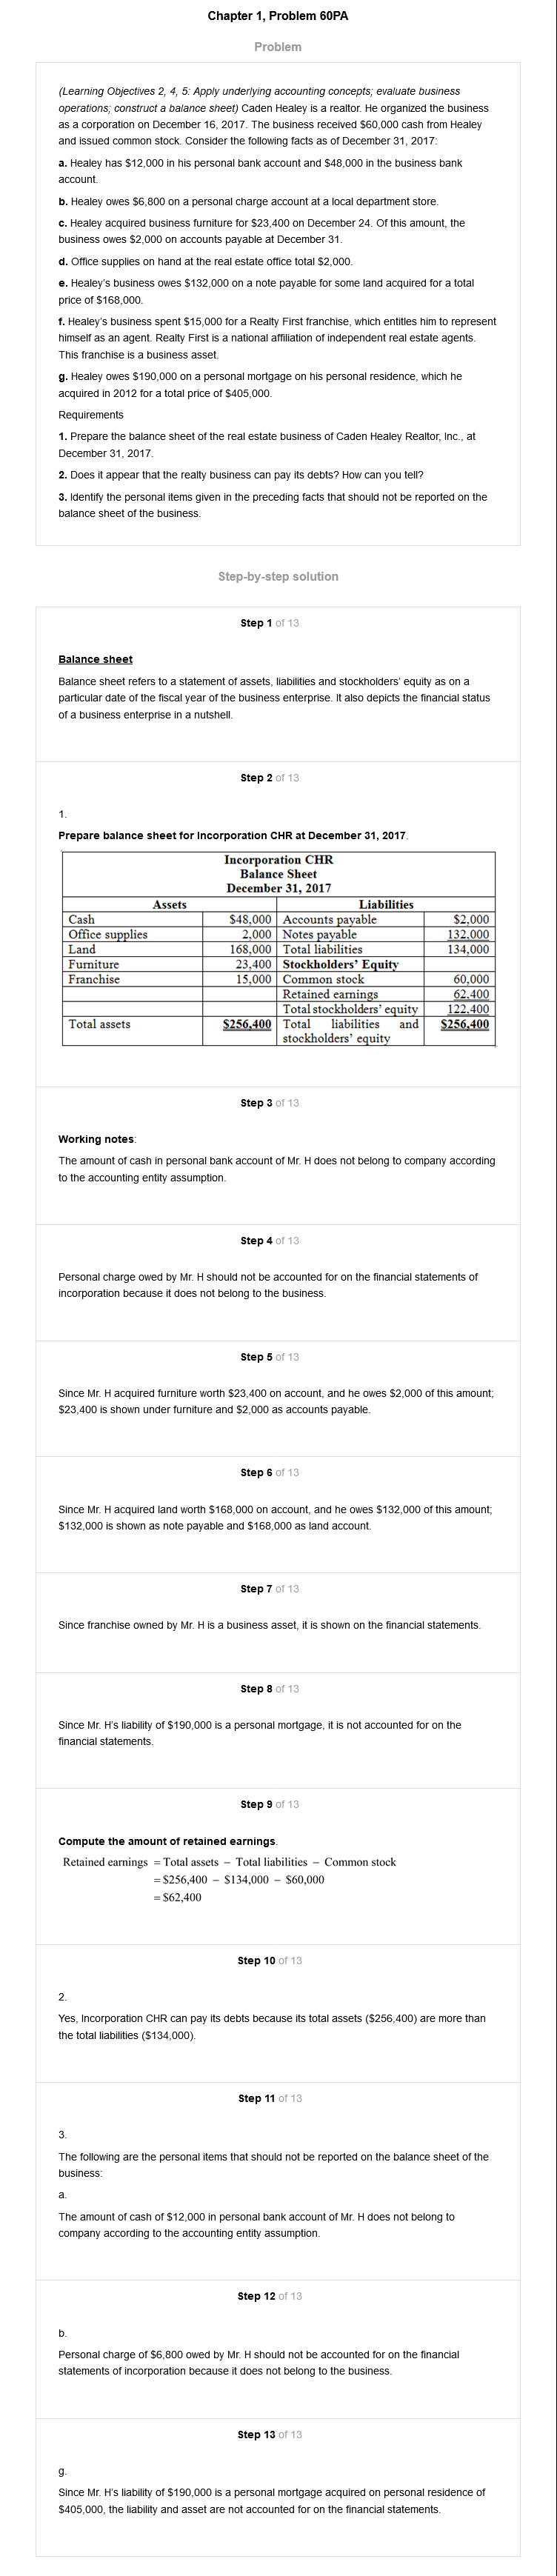 Chapter 1, Problem 60PA
Problem
(Learning Objectives 2, 4, 5: Apply underlying accounting concepts; evaluate business
operations; construct a balance sheet) Caden Healey is a realtor. He organized the business
as a corporation on December 16, 2017. The business received $60,000 cash from Healey
and issued common stock. Consider the following facts as of December 31, 2017:
a. Healey has $12,000 in his personal bank account and $48,000 in the business bank
account.
b. Healey owes $6,800 on a personal charge account at a local department store.
c. Healey acquired business furniture for $23,400 on December 24. Of this amount, the
business owes $2,000 on accounts payable at December 31.
d. Office supplies on hand at the real estate office total $2,000.
e. Healey's business owes $132,000 on a note payable for some land acquired for a total
price of $168,000.
f. Healey's business spent $15,000 for a Realty First franchise, which entitles him to represent
himself as an agent. Realty First is a national affiliation of independent real estate agents.
This franchise is a business asset.
g. Healey owes $190,000 on a personal mortgage on his personal residence, which he
acquired in 2012 for a total price of $405,000.
Requirements
1. Prepare the balance sheet of the real estate business of Caden Healey Realtor, Inc., at
December 31, 2017.
2. Does it appear that the realty business can pay its debts? How can you tell?
3. Identify the personal items given in the preceding facts that should not be reported on the
balance sheet of the business.
Step-by-step solution
Step 1 of 13
Balance sheet
Balance sheet refers to a statement of assets, liabilities and stockholders' equity as on a
particular date of the fiscal year of the business enterprise. It also depicts the financial status
of a business enterprise in a nutshell.
Step 2 of 13
1.
Prepare balance sheet for Incorporation CHR at December 31, 2017.
Incorporation CHR
Balance Sheet
December 31, 2017
Assets Liabilities
Cash $48,000 Accounts payable $2,000
Office supplies 2,000 Notes payable 132,000
Land 168,000 Total liabilities 134,000
Furniture 23,400 Stockholders' Equity
Franchise 15,000 Common stock 60,000
Retained earnings 62,400
Total stockholders' equity 122,400
Total assets $256,400 Total liabilities and $256,400
stockholders' equity
Step 3 of 13
Working notes:
The amount of cash in personal bank account of Mr. H does not belong to company according
to the accounting entity assumption.
Step 4 of 13
Personal charge owed by Mr. H should not be accounted for on the financial statements of
incorporation because it does not belong to the business.
Step 5 of 13
Since Mr. H acquired furniture worth $23,400 on account, and he owes $2,000 of this amount;
$23,400 is shown under furniture and $2,000 as accounts payable.
Step 6 of 13
Since Mr. H acquired land worth $168,000 on account, and he owes $132,000 of this amount;
$132,000 is shown as note payable and $168,000 as land account.
Step 7 of 13
Since franchise owned by Mr. H is a business asset, it is shown on the financial statements.
Step 8 of 13
Since Mr. H's liability of $190,000 is a personal mortgage, it is not accounted for on the
financial statements.
Step 9 of 13
Compute the amount of retained earnings.
Retained earnings = Total assets − Total liabilities − Common stock
= $256,400 − $134,000 − $60,000
= $62,400
Step 10 of 13
2.
Yes, Incorporation CHR can pay its debts because its total assets ($256,400) are more than
the total liabilities ($134,000).
Step 11 of 13
3.
The following are the personal items that should not be reported on the balance sheet of the
business:
a.
The amount of cash of $12,000 in personal bank account of Mr. H does not belong to
company according to the accounting entity assumption.
Step 12 of 13
b.
Personal charge of $6,800 owed by Mr. H should not be accounted for on the financial
statements of incorporation because it does not belong to the business.
Step 13 of 13
g.
Since Mr. H's liability of $190,000 is a personal mortgage acquired on personal residence of
$405,000, the liability and asset are not accounted for on the financial statements.